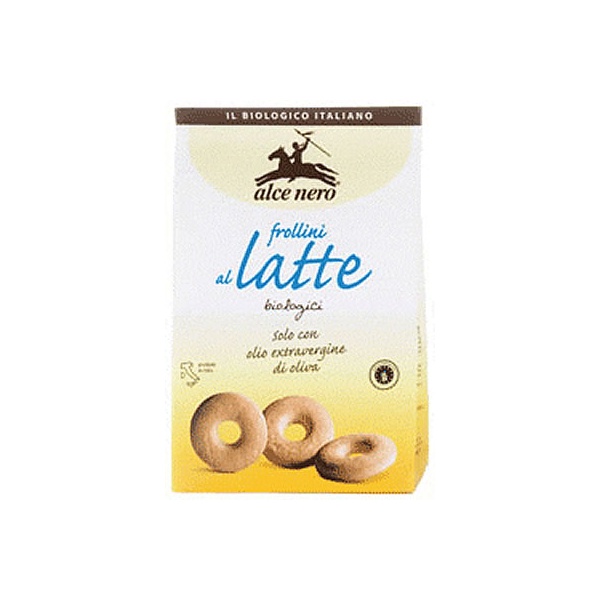 IL BIOLOGICO ITALIANO
alce nero
frollini
al latte
biologici
solo con
olio extravergine
di oliva